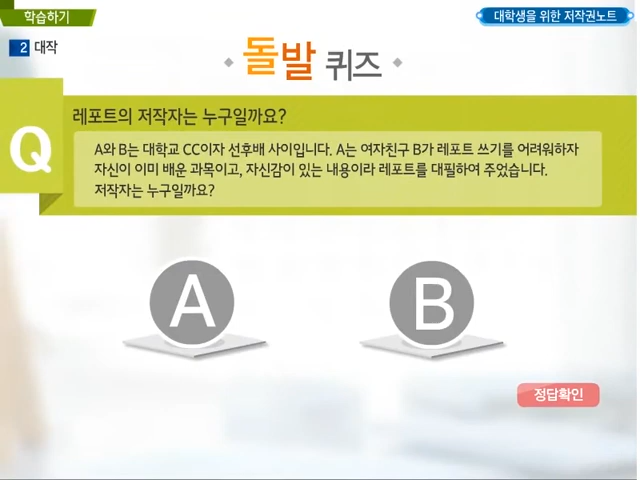 학습하기
대학생을 위한 저작권노트
2 대작
돌발 퀴즈
Q
레포트의 저작자는 누구일까요?
A와 B는 대학교 CC이자 선후배 사이입니다. A는 여자친구 B가 레포트 쓰기를 어려워하자
자신이 이미 배운 과목이고, 자신감이 있는 내용이라 레포트를 대필하여 주었습니다.
저작자는 누구일까요?
A
B
정답확인